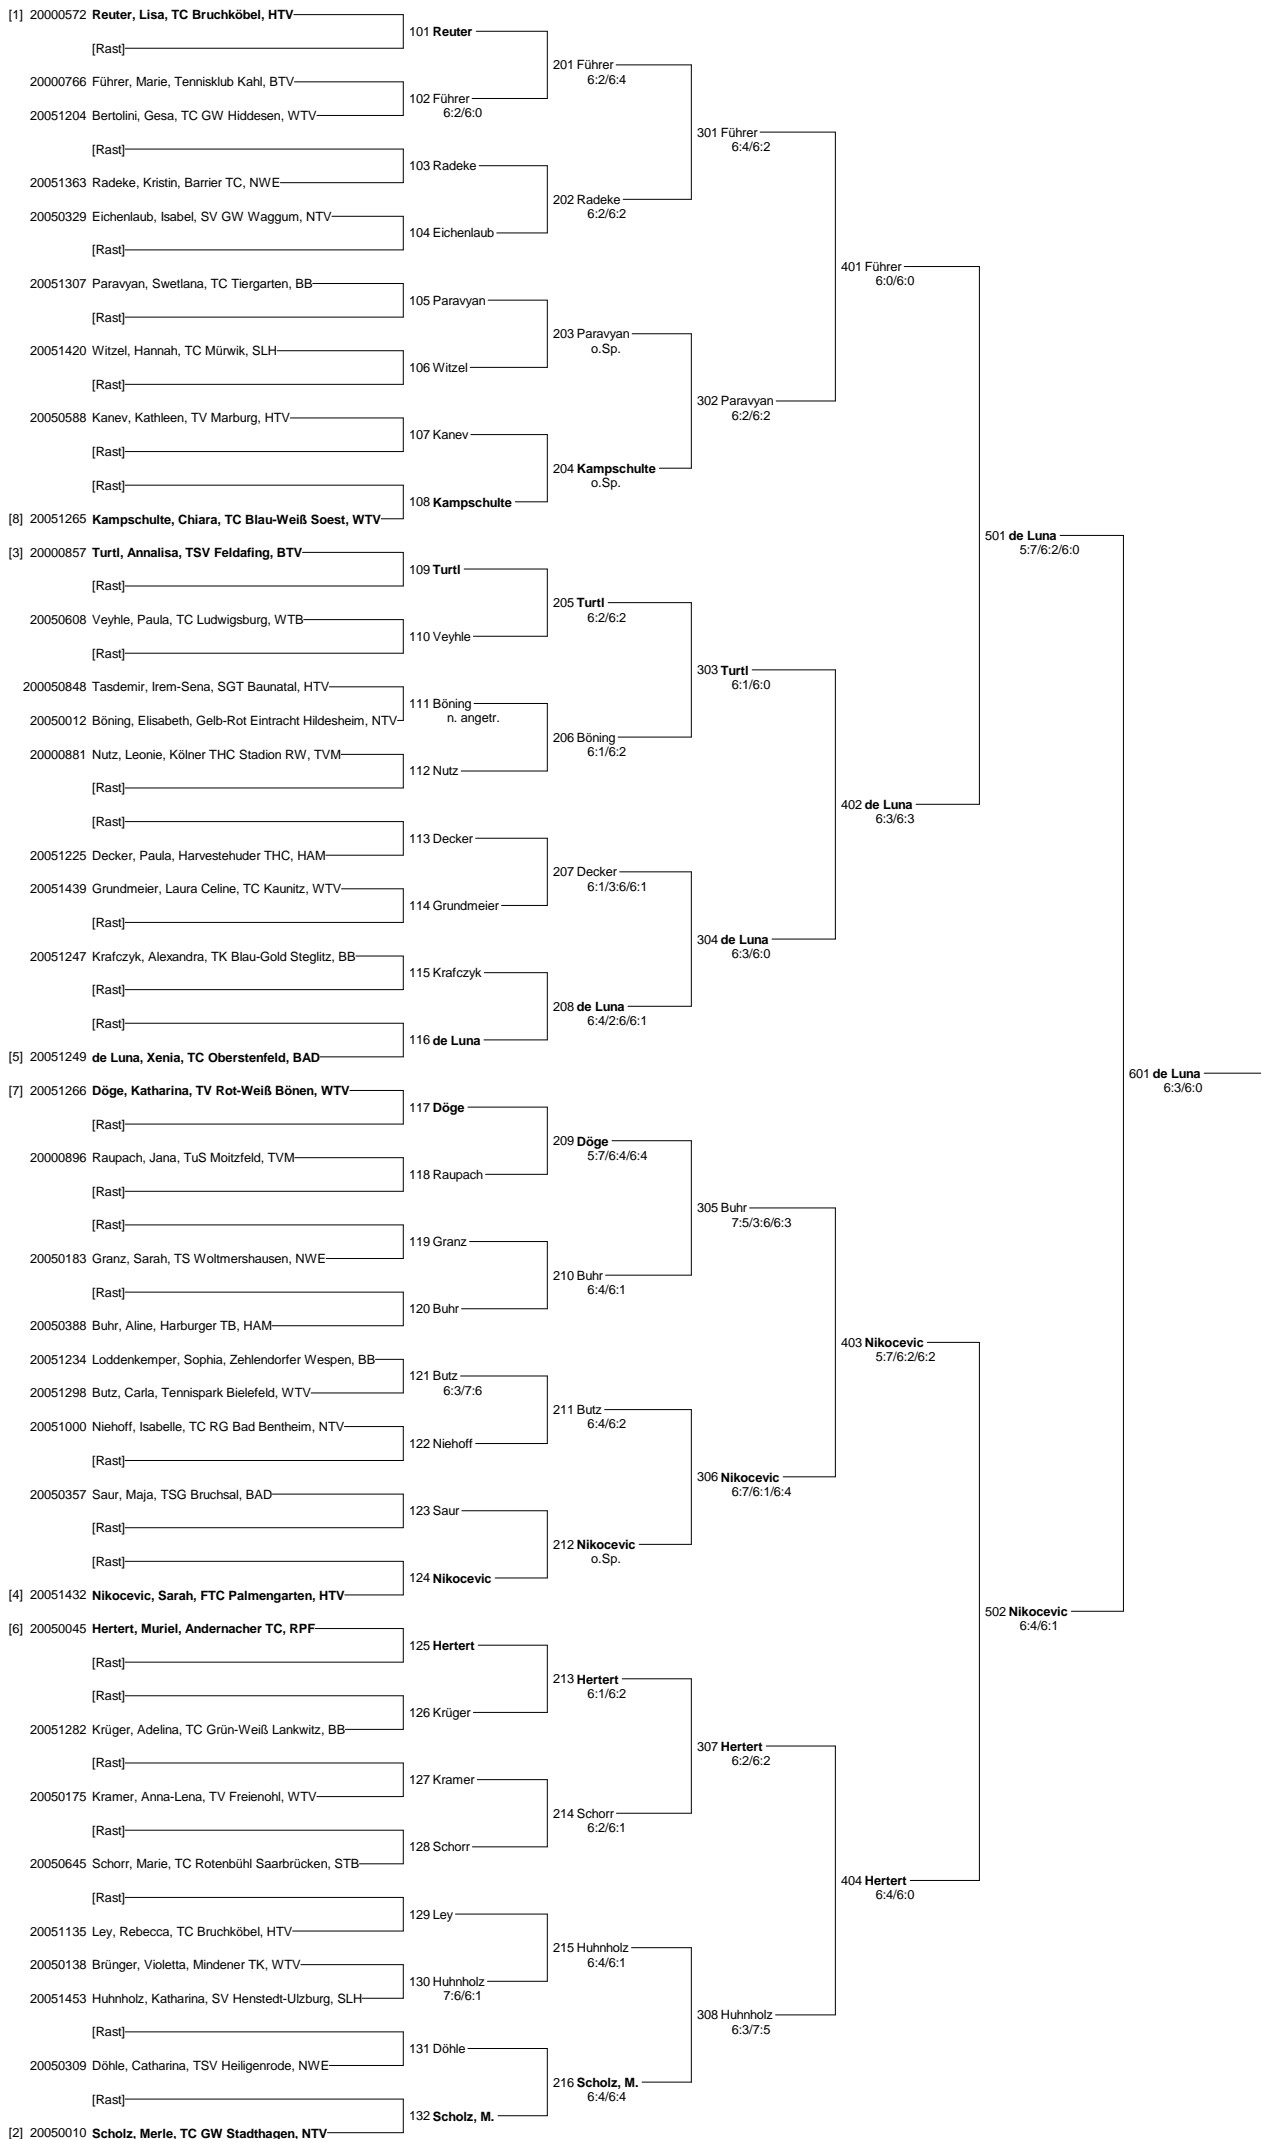 [1] 20000572 Reuter, Lisa, TC Bruchköbel, HTV
[Rast]
20000766 Führer, Marie, Tennisklub Kahl, BTV
20051204 Bertolini, Gesa, TC GW Hiddesen, WTV
[Rast]
20051363 Radeke, Kristin, Barrier TC, NWE
20050329 Eichenlaub, Isabel, SV GW Waggum, NTV
[Rast]
20051307 Paravyan, Swetlana, TC Tiergarten, BB
[Rast]
20051420 Witzel, Hannah, TC Mürwik, SLH
[Rast]
20050588 Kanev, Kathleen, TV Marburg, HTV
[Rast]
[Rast]
[8] 20051265 Kampschulte, Chiara, TC Blau-Weiß Soest, WTV
[3] 20000857 Turtl, Annalisa, TSV Feldafing, BTV
[Rast]
20050608 Veyhle, Paula, TC Ludwigsburg, WTB
[Rast]
200050848 Tasdemir, Irem-Sena, SGT Baunatal, HTV
20050012 Böning, Elisabeth, Gelb-Rot Eintracht Hildesheim, NTV
20000881 Nutz, Leonie, Kölner THC Stadion RW, TVM
[Rast]
[Rast]
20051225 Decker, Paula, Harvestehuder THC, HAM
20051439 Grundmeier, Laura Celine, TC Kaunitz, WTV
[Rast]
20051247 Krafczyk, Alexandra, TK Blau-Gold Steglitz, BB
[Rast]
[Rast]
[5] 20051249 de Luna, Xenia, TC Oberstenfeld, BAD
[7] 20051266 Döge, Katharina, TV Rot-Weiß Bönen, WTV
[Rast]
20000896 Raupach, Jana, TuS Moitzfeld, TVM
[Rast]
[Rast]
20050183 Granz, Sarah, TS Woltmershausen, NWE
[Rast]
20050388 Buhr, Aline, Harburger TB, HAM
20051234 Loddenkemper, Sophia, Zehlendorfer Wespen, BB
20051298 Butz, Carla, Tennispark Bielefeld, WTV
20051000 Niehoff, Isabelle, TC RG Bad Bentheim, NTV
[Rast]
20050357 Saur, Maja, TSG Bruchsal, BAD
[Rast]
[Rast]
[4] 20051432 Nikocevic, Sarah, FTC Palmengarten, HTV
[6] 20050045 Hertert, Muriel, Andernacher TC, RPF
[Rast]
[Rast]
20051282 Krüger, Adelina, TC Grün-Weiß Lankwitz, BB
[Rast]
20050175 Kramer, Anna-Lena, TV Freienohl, WTV
[Rast]
20050645 Schorr, Marie, TC Rotenbühl Saarbrücken, STB
[Rast]
20051135 Ley, Rebecca, TC Bruchköbel, HTV
20050138 Brünger, Violetta, Mindener TK, WTV
20051453 Huhnholz, Katharina, SV Henstedt-Ulzburg, SLH
[Rast]
20050309 Döhle, Catharina, TSV Heiligenrode, NWE
[Rast]
[2] 20050010 Scholz, Merle, TC GW Stadthagen, NTV
101 Reuter
102 Führer
6:2/6:0
103 Radeke
104 Eichenlaub
105 Paravyan
106 Witzel
107 Kanev
108 Kampschulte
109 Turtl
110 Veyhle
111 Böning
n. angetr.
112 Nutz
113 Decker
114 Grundmeier
115 Krafczyk
116 de Luna
117 Döge
118 Raupach
119 Granz
120 Buhr
121 Butz
6:3/7:6
122 Niehoff
123 Saur
124 Nikocevic
125 Hertert
126 Krüger
127 Kramer
128 Schorr
129 Ley
130 Huhnholz
7:6/6:1
131 Döhle
132 Scholz, M.
201 Führer
6:2/6:4
202 Radeke
6:2/6:2
203 Paravyan
o.Sp.
204 Kampschulte
o.Sp.
205 Turtl
6:2/6:2
206 Böning
6:1/6:2
207 Decker
6:1/3:6/6:1
208 de Luna
6:4/2:6/6:1
209 Döge
5:7/6:4/6:4
210 Buhr
6:4/6:1
211 Butz
6:4/6:2
212 Nikocevic
o.Sp.
213 Hertert
6:1/6:2
214 Schorr
6:2/6:1
215 Huhnholz
6:4/6:1
216 Scholz, M.
6:4/6:4
301 Führer
6:4/6:2
302 Paravyan
6:2/6:2
303 Turtl
6:1/6:0
304 de Luna
6:3/6:0
305 Buhr
7:5/3:6/6:3
306 Nikocevic
6:7/6:1/6:4
307 Hertert
6:2/6:2
308 Huhnholz
6:3/7:5
401 Führer
6:0/6:0
402 de Luna
6:3/6:3
403 Nikocevic
5:7/6:2/6:2
404 Hertert
6:4/6:0
501 de Luna
5:7/6:2/6:0
502 Nikocevic
6:4/6:1
601 de Luna
6:3/6:0